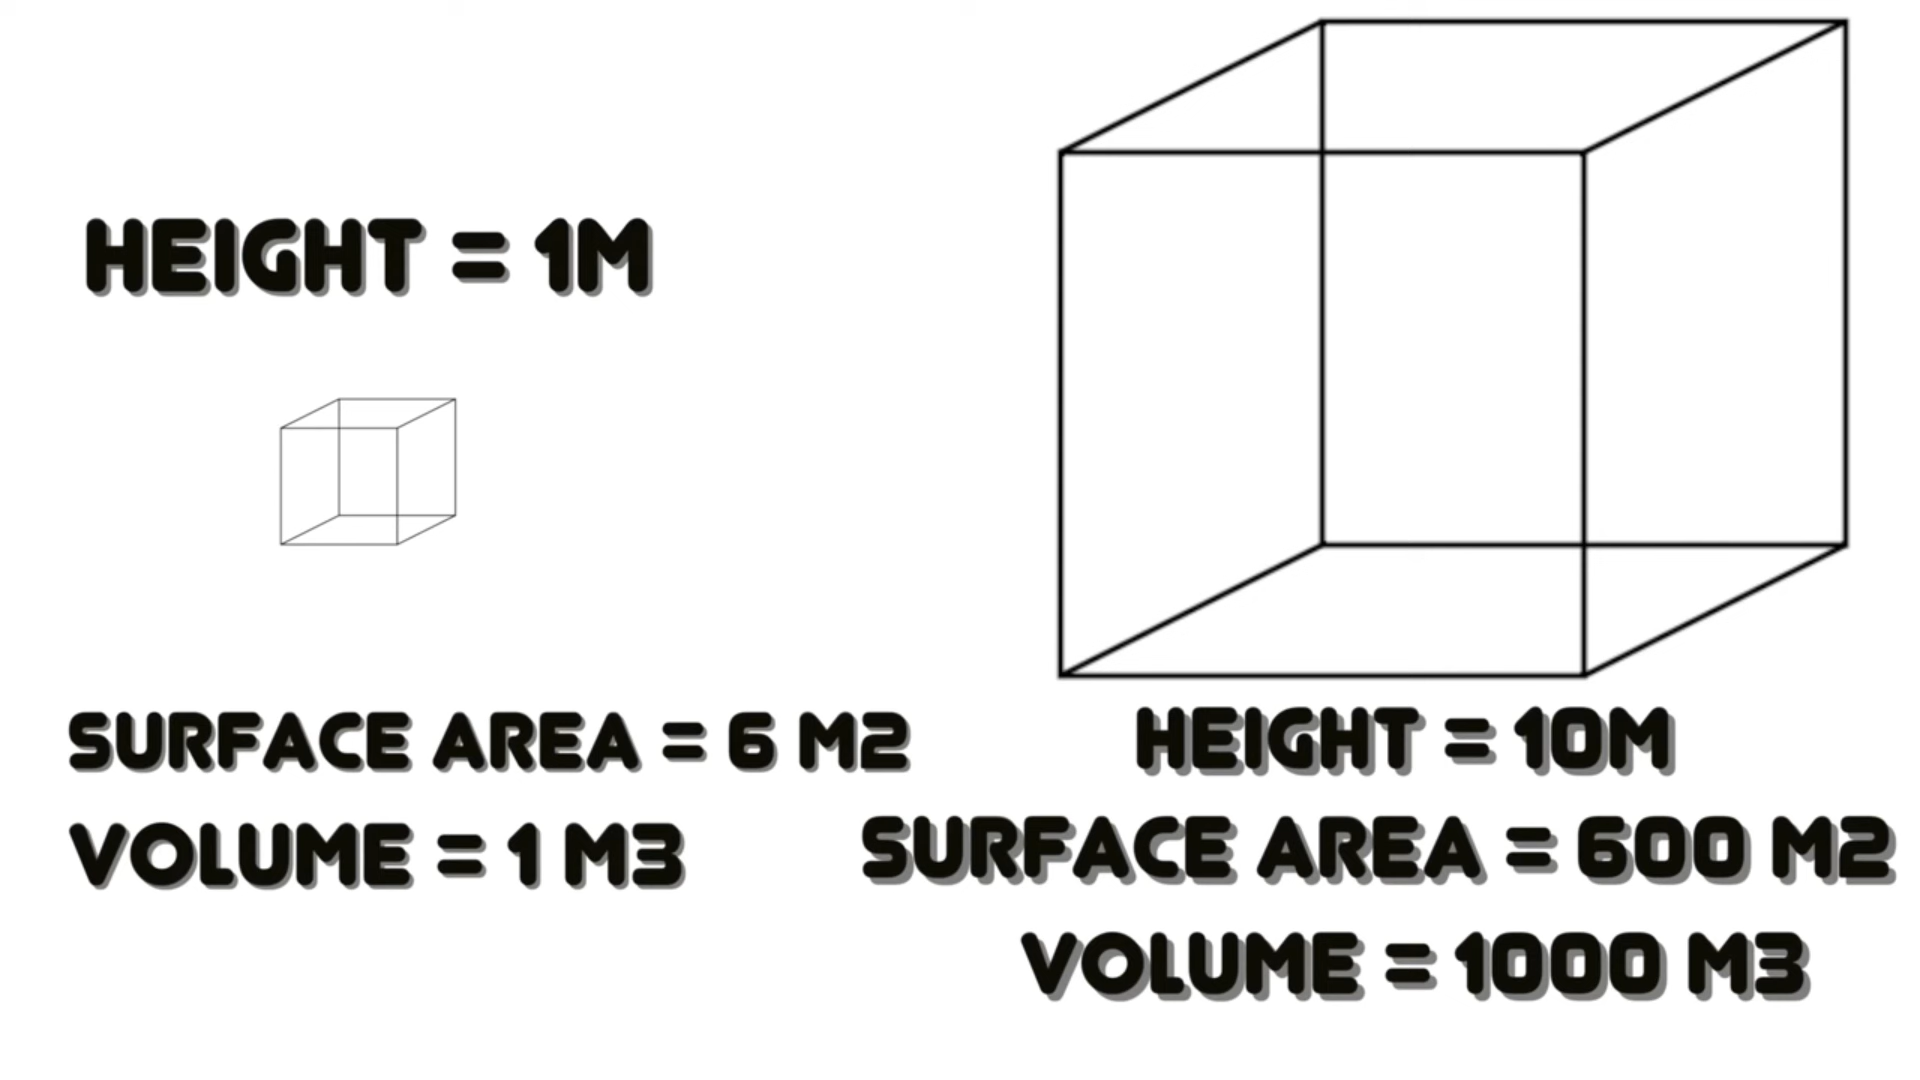 HEIGHT = 1M
SURFACE AREA = 6 M2
VOLUME = 1 M3
HEIGHT = 10M
SURFACE AREA = 600 M2
VOLUME = 1000 M3